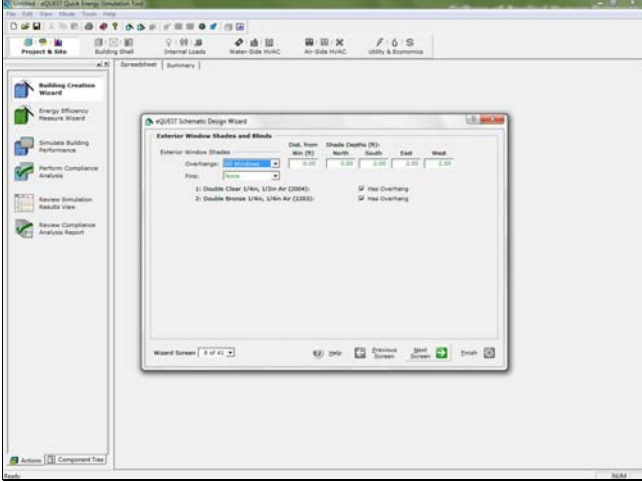 Untitled - eQUEST Quick Energy Simulation Tool
File Edit View Mode Tools Help
Project & Site Building Shell Internal Loads Water-Side HVAC Air-Side HVAC Utility & Economics
Spreadsheet Summary
Building Creation
Wizard
Energy Efficiency
Measure Wizard
Simulate Building
Performance
Perform Compliance
Analysis
Review Simulation
Results View
Review Compliance
Analysis Report
eQUEST Schematic Design Wizard
Exterior Window Shades and Blinds
Dist. from Shade Depths (ft):
Exterior Window Shades Win (ft) North South East West
Overhangs: All Windows 0.00 0.00 2.00 2.00 2.00
Fins: None
1: Double Clear 1/4in, 1/2in Air (2004): Has Overhang
2: Double Bronze 1/4in, 1/4in Air (2203): Has Overhang
Wizard Screen 8 of 41 Help Previous Screen Next Screen Finish
Actions Component Tree
Ready NUM